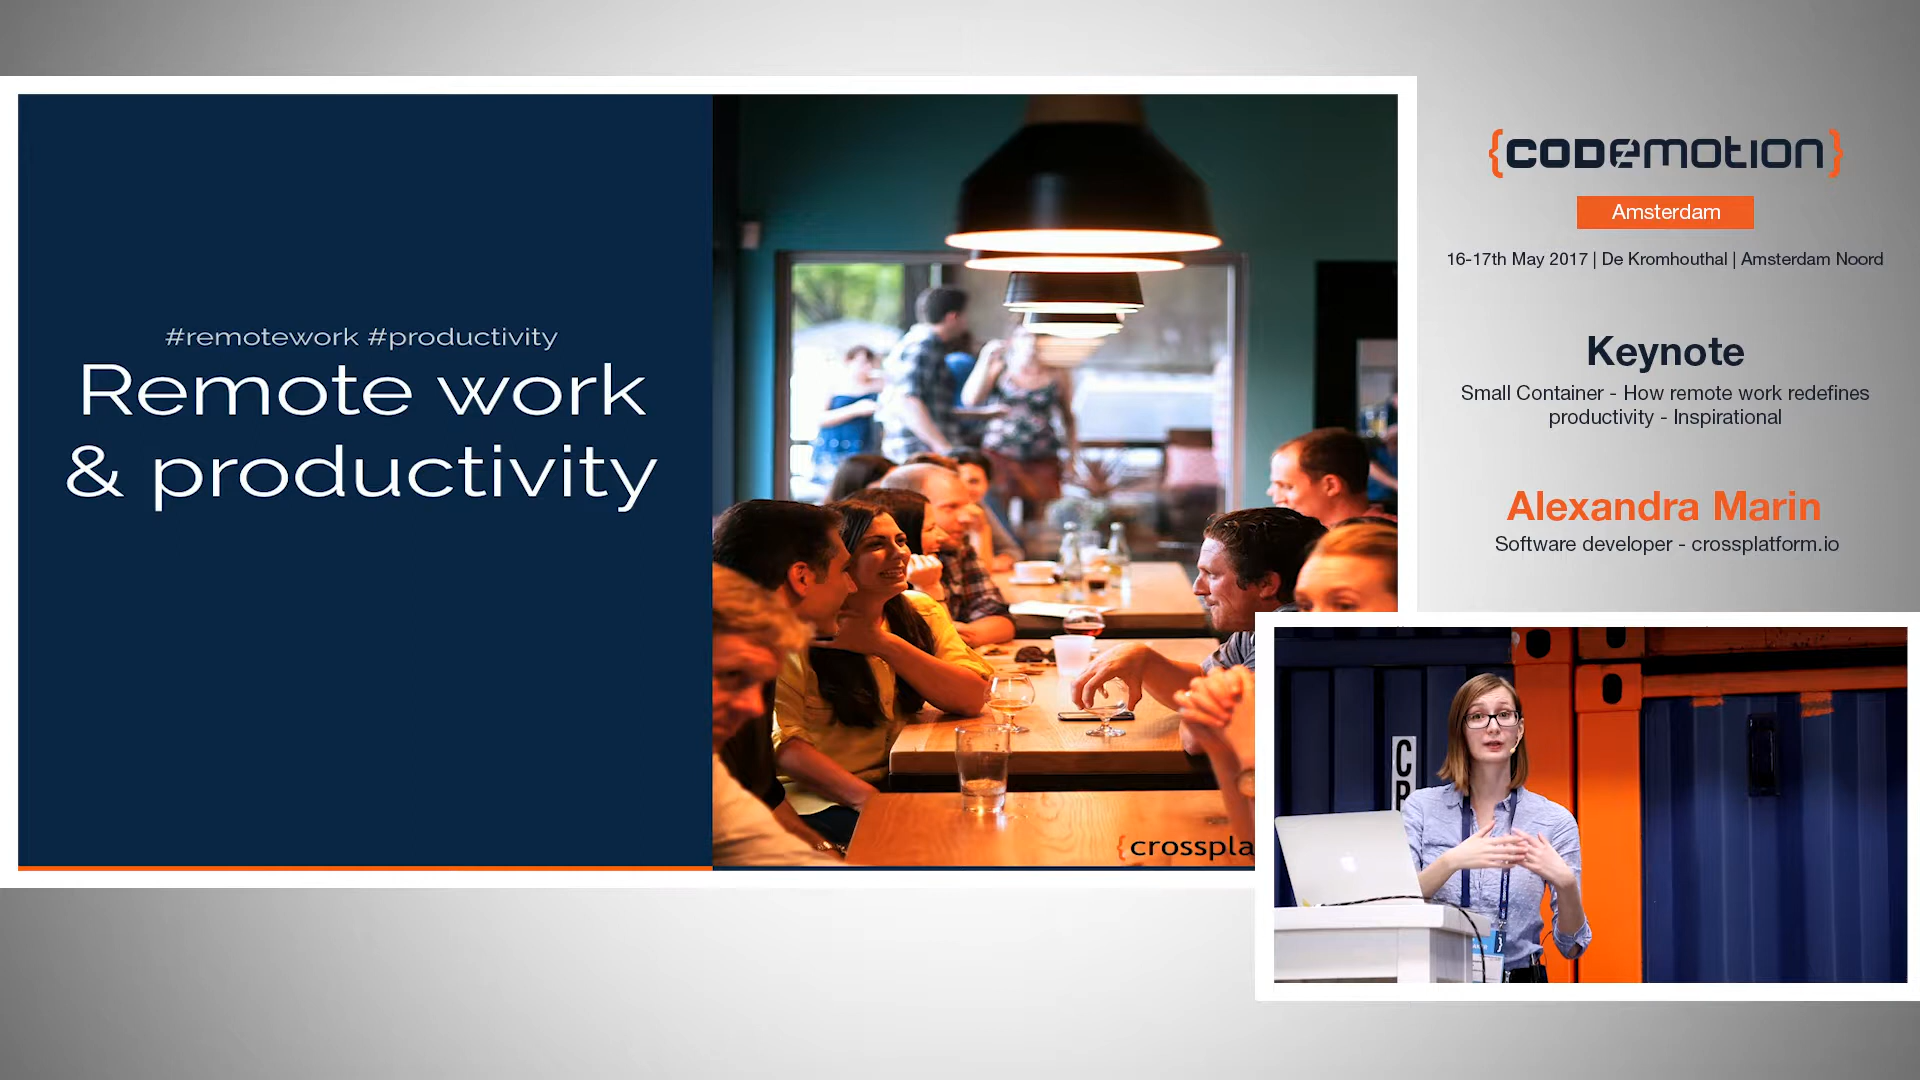 #remotework #productivity
Remote work
& productivity
{crosspla
{codemotion}
Amsterdam
16-17th May 2017 | De Kromhouthal | Amsterdam Noord
Keynote
Small Container - How remote work redefines
productivity - Inspirational
Alexandra Marin
Software developer - crossplatform.io
C